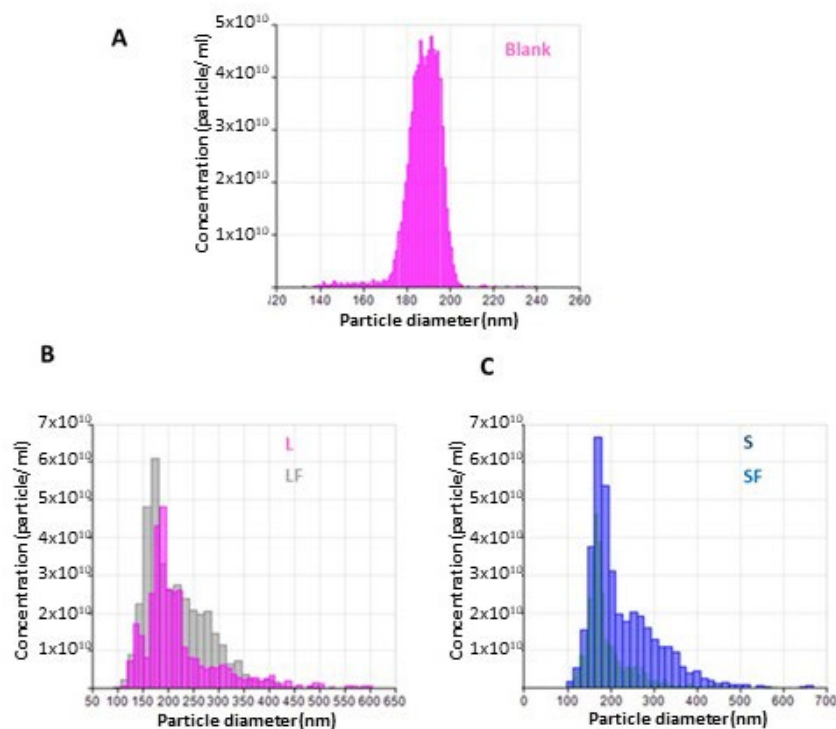 A
Blank
Concentration (particle/ ml)
5x10¹⁰
4x10¹⁰
3x10¹⁰
2x10¹⁰
1x10¹⁰
120 140 160 180 200 220 240 260
Particle diameter (nm)
B
L
LF
Concentration (particle/ ml)
7x10¹⁰
6x10¹⁰
5x10¹⁰
4x10¹⁰
3x10¹⁰
2x10¹⁰
1x10¹⁰
50 100 150 200 250 300 350 400 450 500 550 600 650
Particle diameter (nm)
C
S
SF
Concentration (particle/ ml)
7x10¹⁰
6x10¹⁰
5x10¹⁰
4x10¹⁰
3x10¹⁰
2x10¹⁰
1x10¹⁰
0 100 200 300 400 500 600 700
Particle diameter (nm)